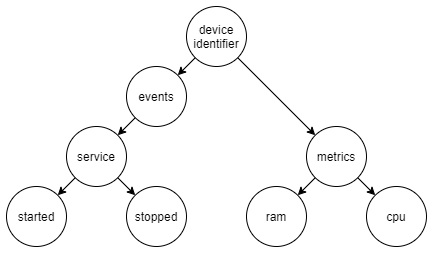 device
identifier
events
service
metrics
started
stopped
ram
cpu